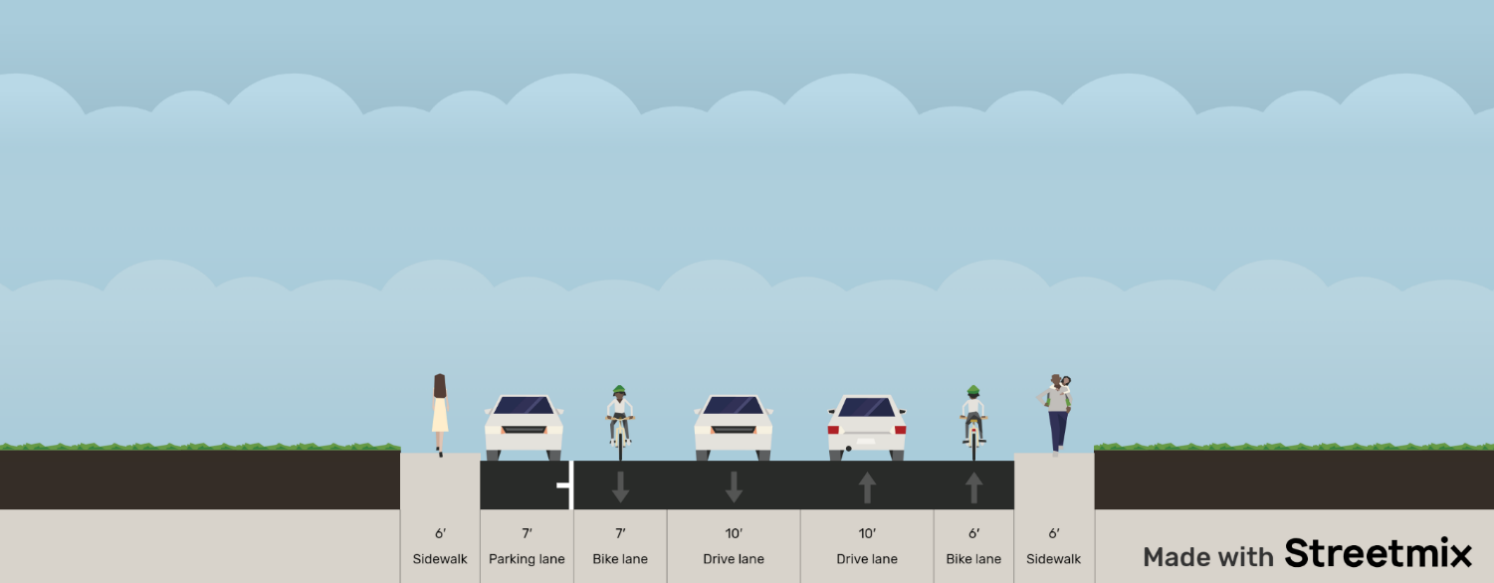 6′ 7′ 7′ 10′ 10′ 6′ 6′
Sidewalk Parking lane Bike lane Drive lane Drive lane Bike lane Sidewalk
Made with Streetmix